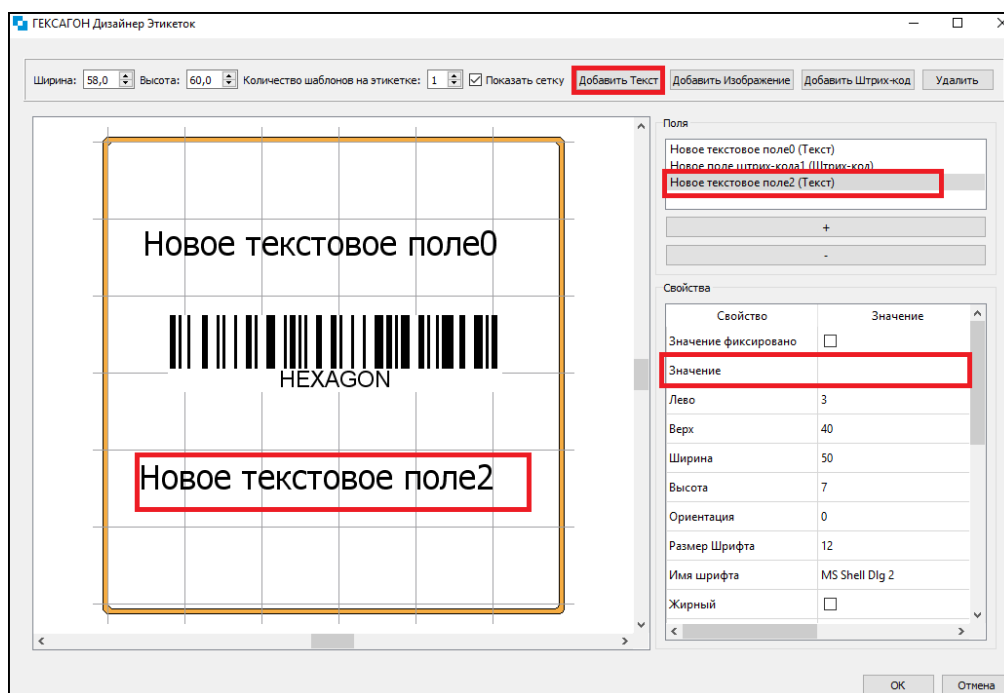 ГЕКСАГОН Дизайнер Этикеток
Ширина: 58,0 Высота: 60,0 Количество шаблонов на этикетке: 1 Показать сетку Добавить Текст Добавить Изображение Добавить Штрих-код Удалить
Новое текстовое поле0
HEXAGON
Новое текстовое поле2
Поля
Новое текстовое поле0 (Текст)
Новое поле штрих-кода1 (Штрих-код)
Новое текстовое поле2 (Текст)
+
-
Свойства
Свойство Значение
Значение фиксировано
Значение
Лево 3
Верх 40
Ширина 50
Высота 7
Ориентация 0
Размер Шрифта 12
Имя шрифта MS Shell Dlg 2
Жирный
OK Отмена